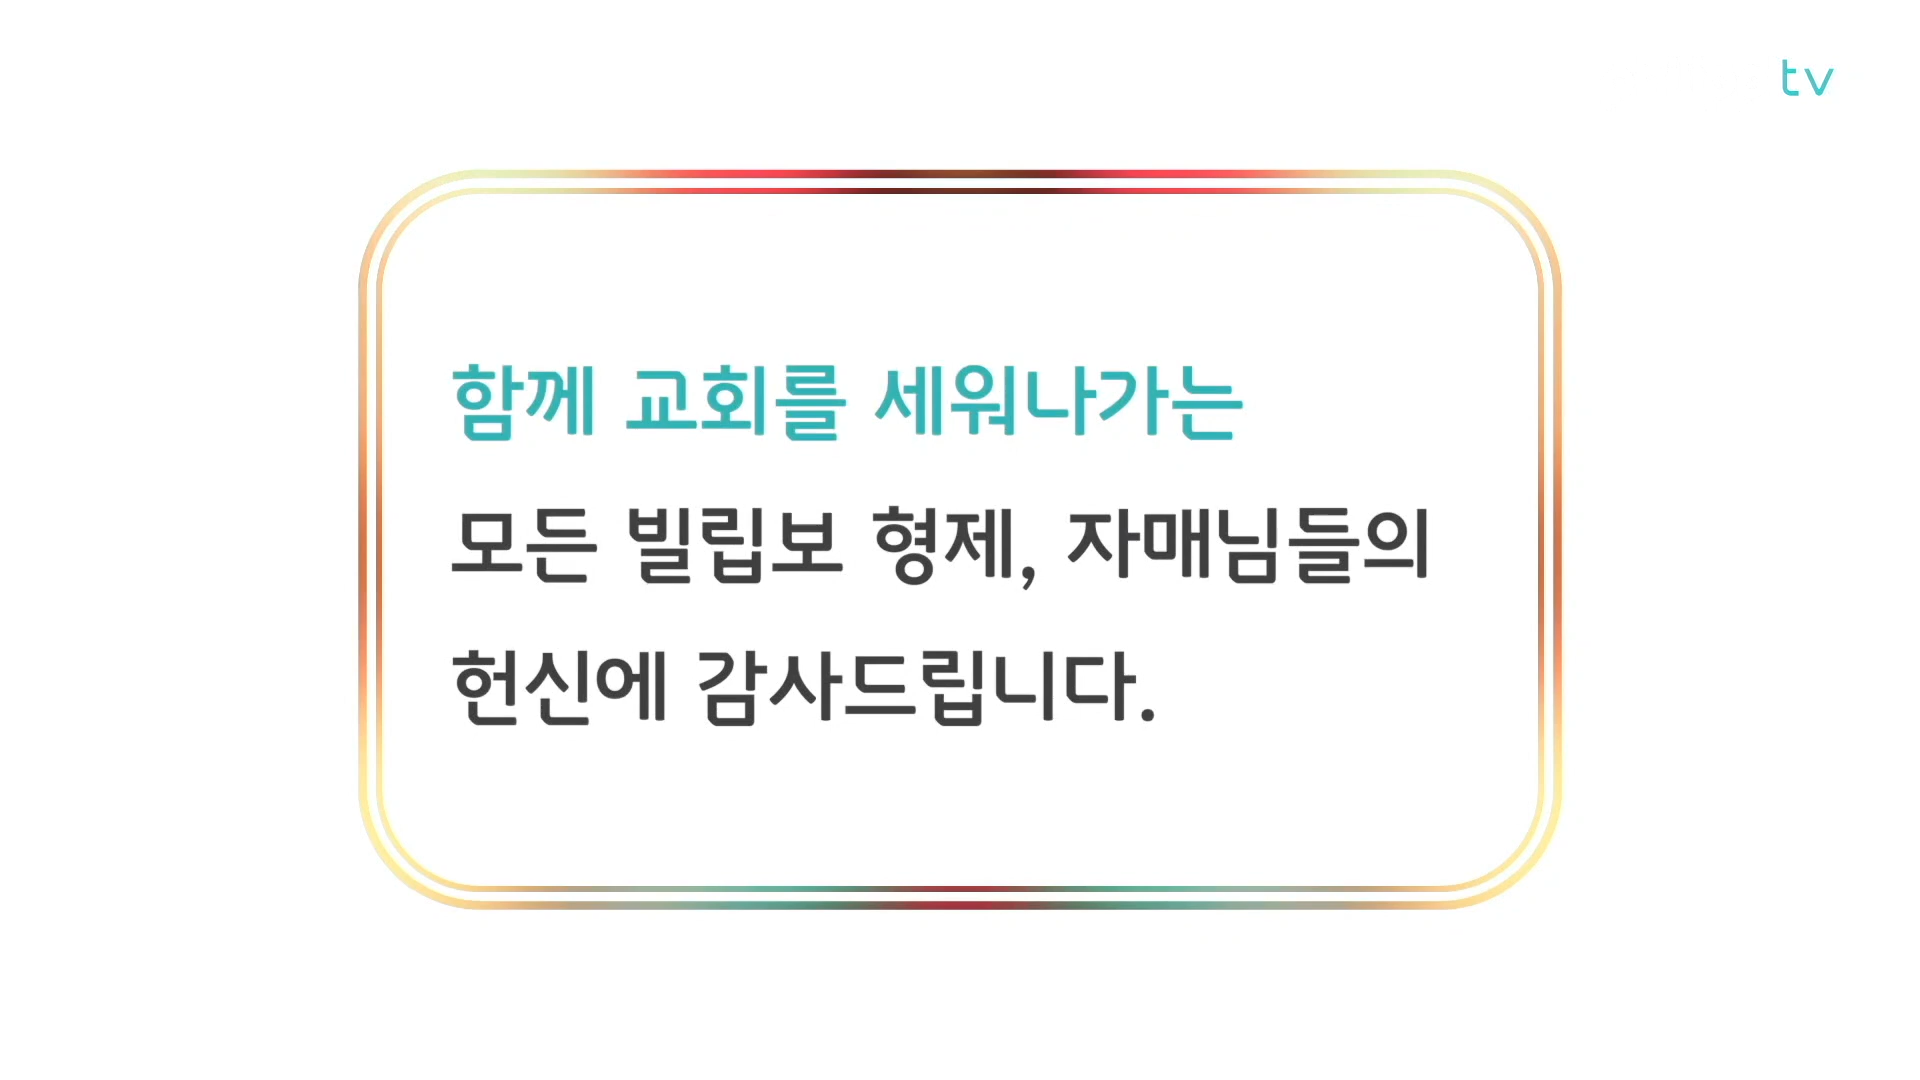 tv
함께 교회를 세워나가는
모든 빌립보 형제, 자매님들의
헌신에 감사드립니다.